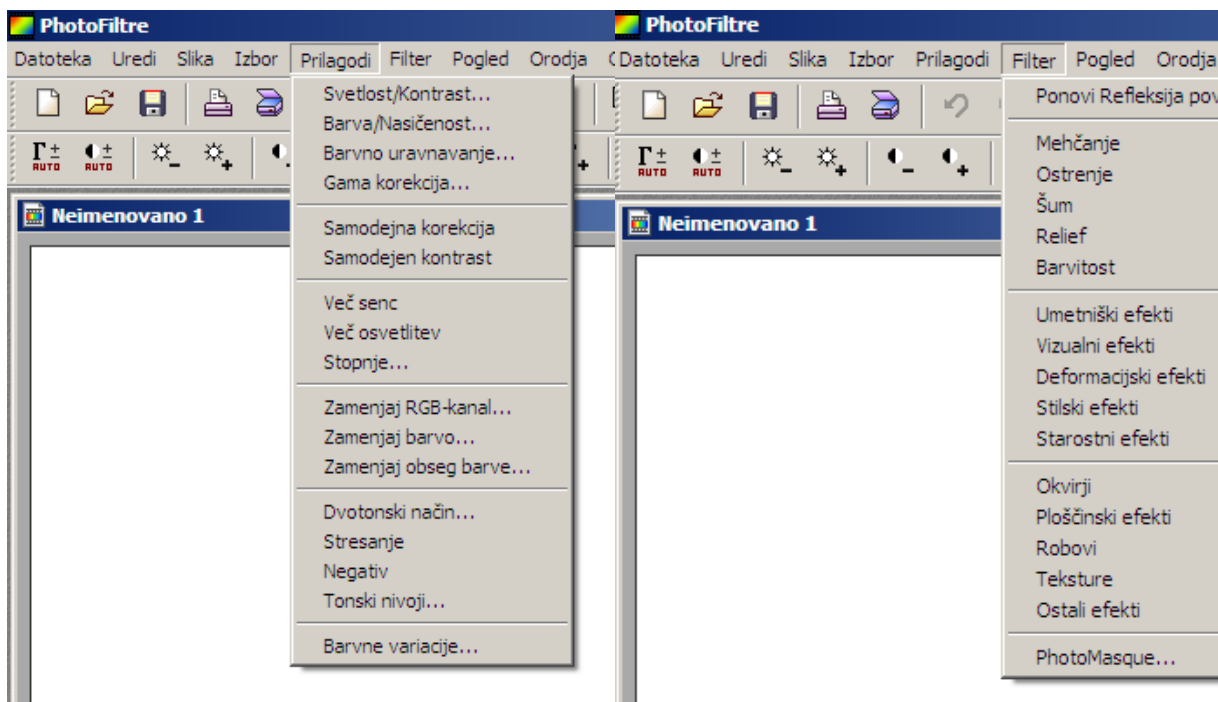 PhotoFiltre
Datoteka Uredi Slika Izbor Prilagodi Filter Pogled Orodja
Γ± AUTO AUTO
Neimenovano 1
Svetlost/Kontrast...
Barva/Nasičenost...
Barvno uravnavanje...
Gama korekcija...
Samodejna korekcija
Samodejen kontrast
Več senc
Več osvetlitev
Stopnje...
Zamenjaj RGB-kanal...
Zamenjaj barvo...
Zamenjaj obseg barve...
Dvotonski način...
Stresanje
Negativ
Tonski nivoji...
Barvne variacije...
PhotoFiltre
Datoteka Uredi Slika Izbor Prilagodi Filter Pogled Orodja
Γ± AUTO AUTO
Neimenovano 1
Ponovi Refleksija
Mehčanje
Ostrenje
Šum
Relief
Barvitost
Umetniški efekti
Vizualni efekti
Deformacijski efekti
Stilski efekti
Starostni efekti
Okvirji
Ploščinski efekti
Robovi
Teksture
Ostali efekti
PhotoMasque...